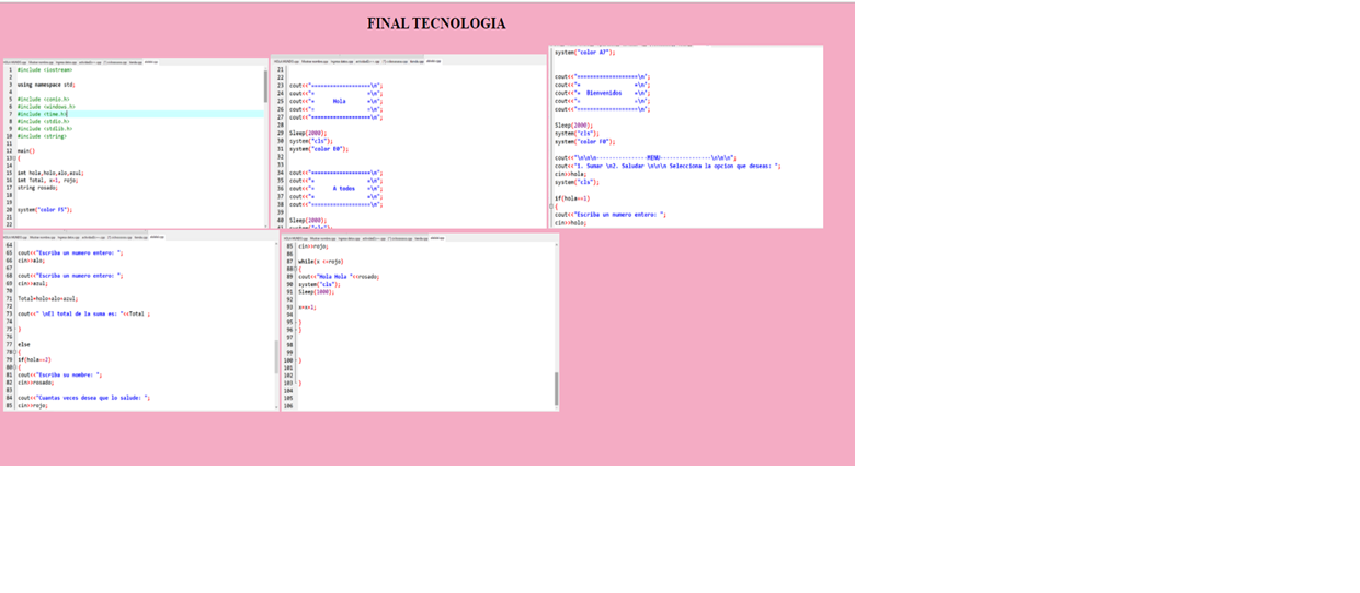 FINAL TECNOLOGIA
1 #include <iostream>
2
3 using namespace std;
4
5 #include <conio.h>
6 #include <windows.h>
7 #include <time.h>
8 #include <stdio.h>
9 #include <stdlib.h>
10 #include <string>
11
12 main()
13 {
14
15 int hola,holo,alo,azul;
16 int Total, x=1, rojo;
17 string rosado;
18
19
20 system("color F5");
21
22
21
22
23 cout<<"\n";
24 cout<<"\n";
25 cout<<" Hola \n";
26 cout<<"\n";
27 cout<<"\n";
28
29 Sleep(2000);
30 system("cls");
31 system("color E0");
32
33
34 cout<<"\n";
35 cout<<"\n";
36 cout<<" A todos \n";
37 cout<<"\n";
38 cout<<"\n";
39
40 Sleep(2000);
system("color A7");
cout<<"\n";
cout<<"\n";
cout<<" Bienvenidos \n";
cout<<"\n";
cout<<"\n";
Sleep(2000);
system("cls");
system("color F0");
cout<<"\n\n\n MENU \n\n\n";
cout<<"1. Sumar \n2. Saludar \n\n\n Selecciona la opcion que deseas: ";
cin>>hola;
system("cls");
if(hola==1)
{
cout<<"Escriba un numero entero: ";
cin>>holo;
64
65 cout<<"Escriba un numero entero: ";
66 cin>>alo;
67
68 cout<<"Escriba un numero entero: ";
69 cin>>azul;
70
71 Total=holo+alo+azul;
72
73 cout<<" \nEl total de la suma es: "<<Total ;
74
75 }
76
77 else
78 {
79 if(hola==2)
80 {
81 cout<<"Escriba su nombre: ";
82 cin>>rosado;
83
84 cout<<"Cuantas veces desea que lo salude: ";
85 cin>>rojo;
85 cin>>rojo;
86
87 while(x <=rojo)
88 {
89 cout<<"Hola Hola "<<rosado;
90 system("cls");
91 Sleep(1000);
92
93 x=x+1;
94
95 }
96 }
97
98
99
100 }
101
102
103 }
104
105
106